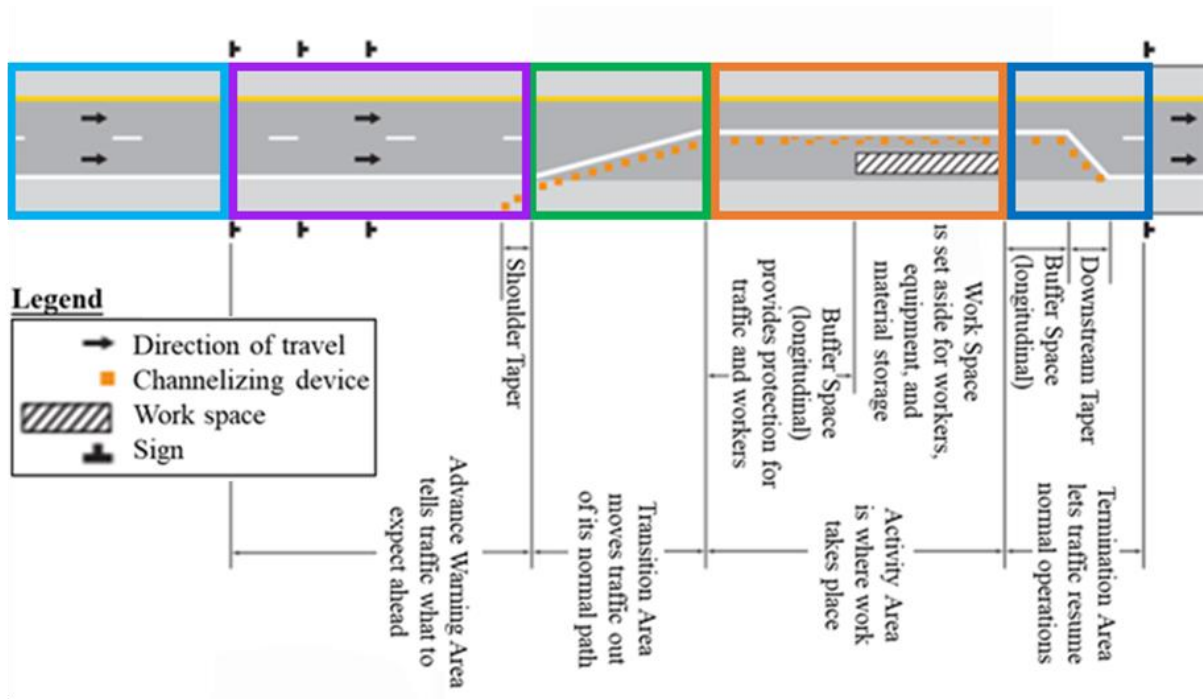 Legend
Direction of travel
Channelizing device
Work space
Sign
Shoulder Taper
Advance Warning Area
tells traffic what to
expect ahead
Transition Area
moves traffic out
of its normal path
Buffer Space
(longitudinal)
provides protection for
traffic and workers
Work Space
is set aside for workers,
equipment, and
material storage
Activity Area
is where work
takes place
Downstream Taper
Buffer Space
(longitudinal)
Termination Area
lets traffic resume
normal operations